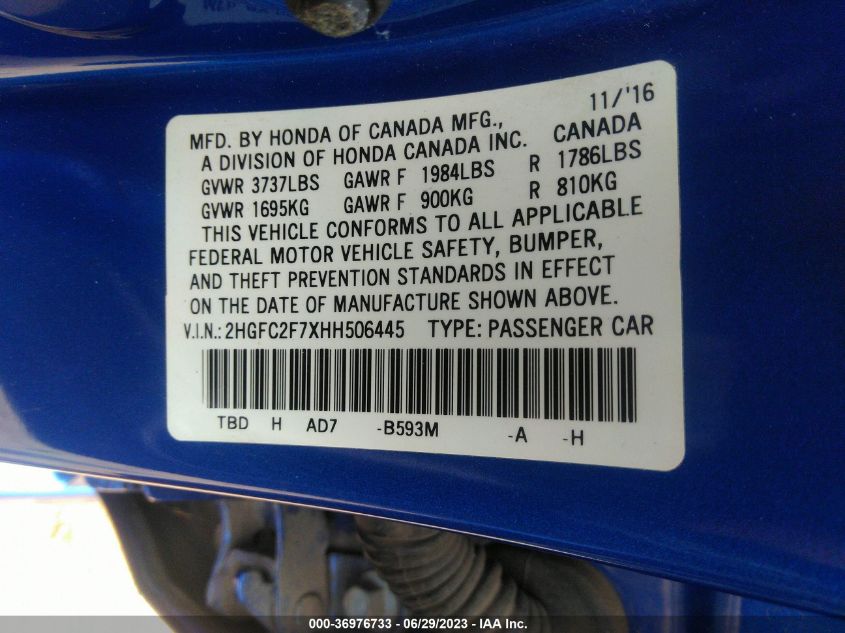 11/'16
MFD. BY HONDA OF CANADA MFG.,
A DIVISION OF HONDA CANADA INC. CANADA
GVWR 3737LBS GAWR F 1984LBS R 1786LBS
GVWR 1695KG GAWR F 900KG R 810KG
THIS VEHICLE CONFORMS TO ALL APPLICABLE
FEDERAL MOTOR VEHICLE SAFETY, BUMPER,
AND THEFT PREVENTION STANDARDS IN EFFECT
ON THE DATE OF MANUFACTURE SHOWN ABOVE.
V.I.N.: 2HGFC2F7XHH506445 TYPE: PASSENGER CAR
TBD H AD7 -B593M -A -H
000-36976733 / 06/29/2023 - IAA Inc.